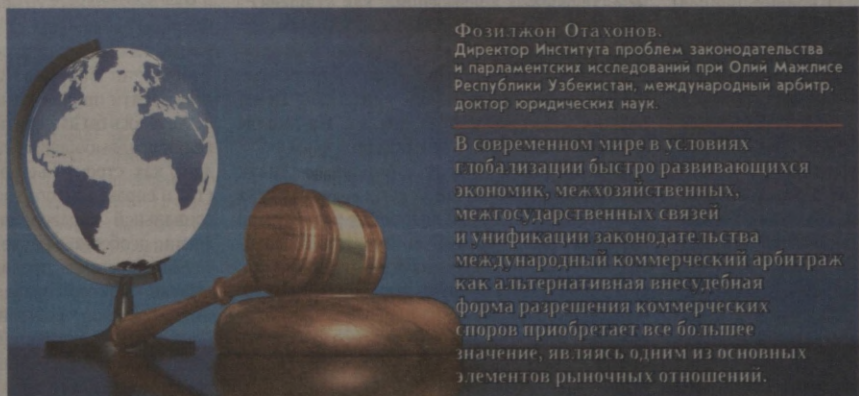 Фозилжон Отахонов.
Директор Института проблем законодательства
и парламентских исследований при Олий Мажлисе
Республики Узбекистан, международный арбитр,
доктор юридических наук.
В современном мире в условиях
глобализации быстро развивающихся
экономик, межхозяйственных,
межгосударственных связей
и унификации законодательства
международный коммерческий арбитраж
как альтернативная внесудебная
форма разрешения коммерческих
споров приобретает все большее
значение, являясь одним из основных
элементов рыночных отношений.